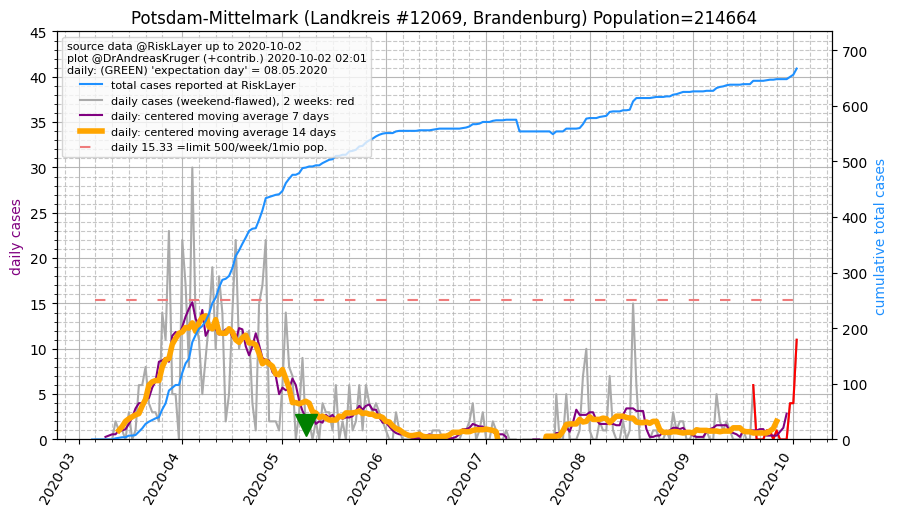 Potsdam-Mittelmark (Landkreis #12069, Brandenburg) Population=214664
source data @RiskLayer up to 2020-10-02
plot @DrAndreasKruger (+contrib.) 2020-10-02 02:01
daily: (GREEN) 'expectation day' = 08.05.2020
total cases reported at RiskLayer
daily cases (weekend-flawed), 2 weeks: red
daily: centered moving average 7 days
daily: centered moving average 14 days
daily 15.33 =limit 500/week/1mio pop.
daily cases
45
40
35
30
25
20
15
10
5
0
700
600
500
400
300
200
100
0
cumulative total cases
2020-03
2020-04
2020-05
2020-06
2020-07
2020-08
2020-09
2020-10